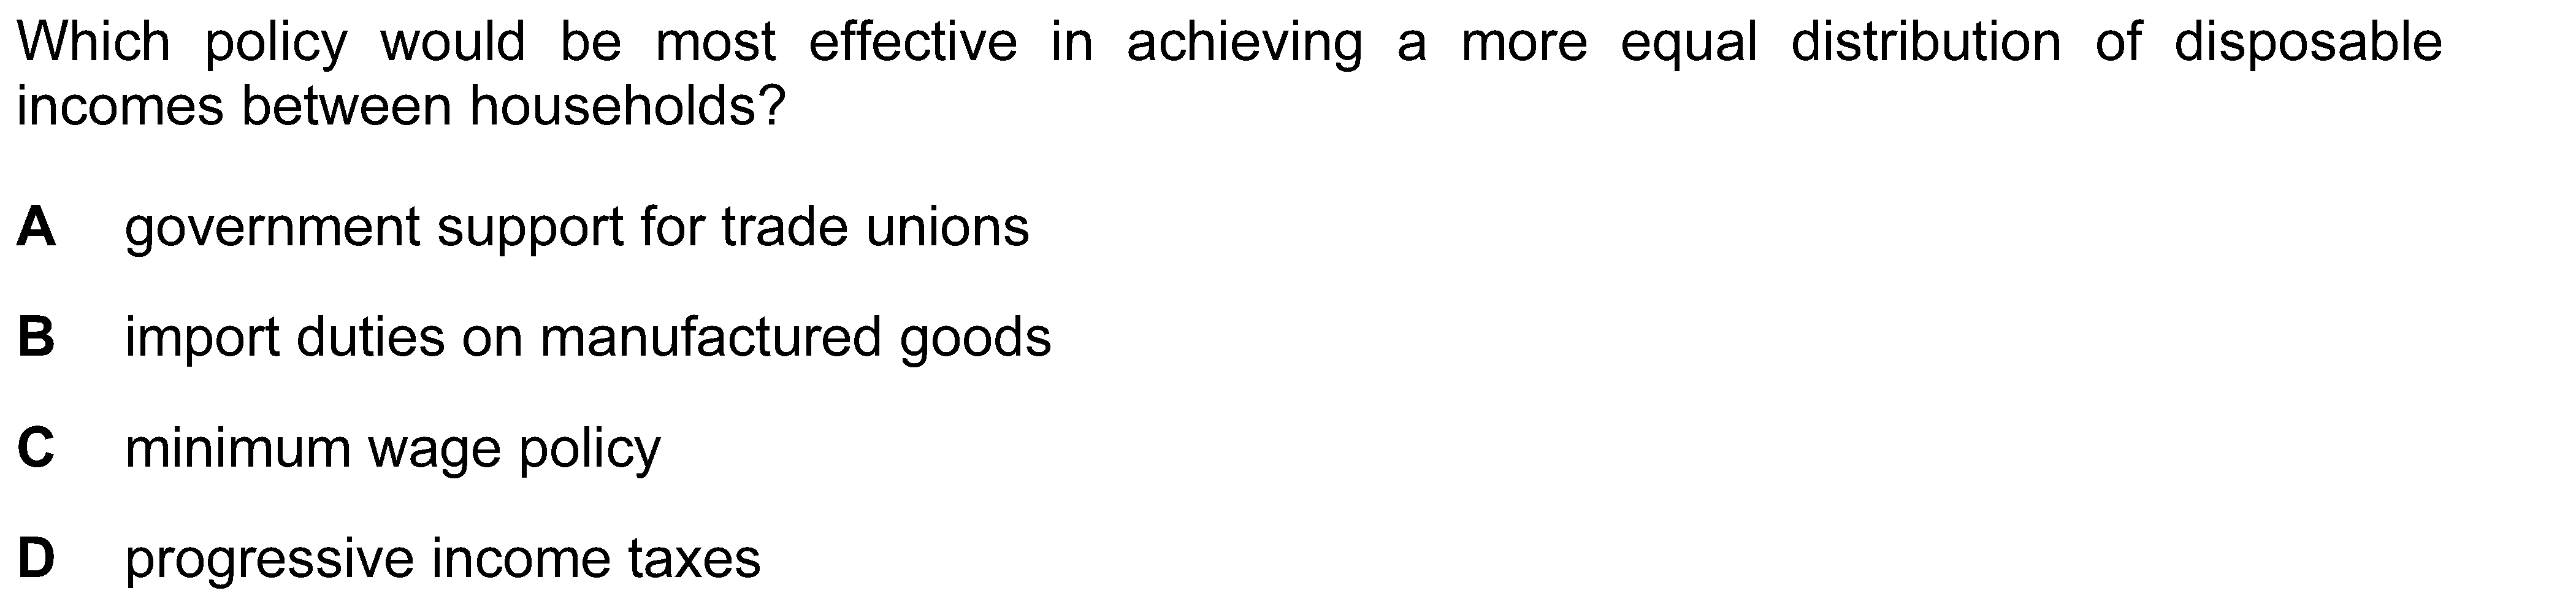 Which policy would be most effective in achieving a more equal distribution of disposable
incomes between households?
A government support for trade unions
B import duties on manufactured goods
C minimum wage policy
D progressive income taxes